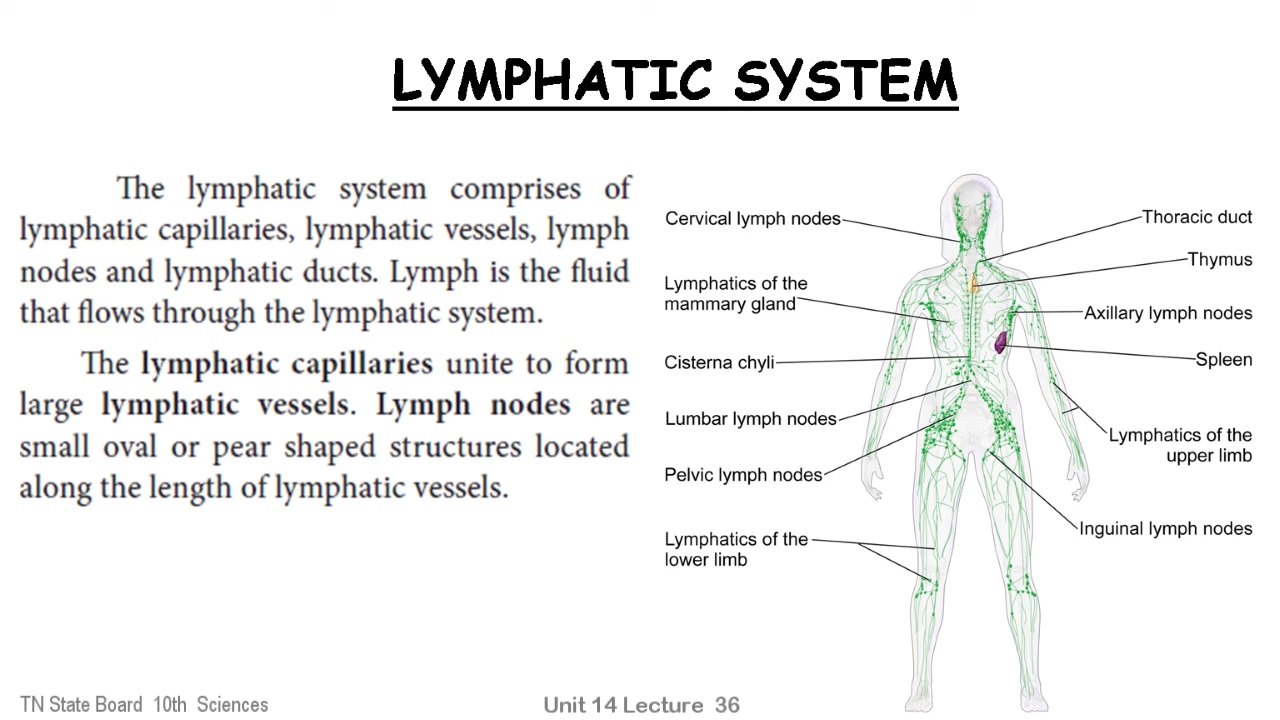 LYMPHATIC SYSTEM
The lymphatic system comprises of
lymphatic capillaries, lymphatic vessels, lymph
nodes and lymphatic ducts. Lymph is the fluid
that flows through the lymphatic system.
The lymphatic capillaries unite to form
large lymphatic vessels. Lymph nodes are
small oval or pear shaped structures located
along the length of lymphatic vessels.
Cervical lymph nodes
Lymphatics of the
mammary gland
Cisterna chyli
Lumbar lymph nodes
Pelvic lymph nodes
Lymphatics of the
lower limb
Thoracic duct
Thymus
Axillary lymph nodes
Spleen
Lymphatics of the
upper limb
Inguinal lymph nodes
TN State Board 10th Sciences
Unit 14 Lecture 36